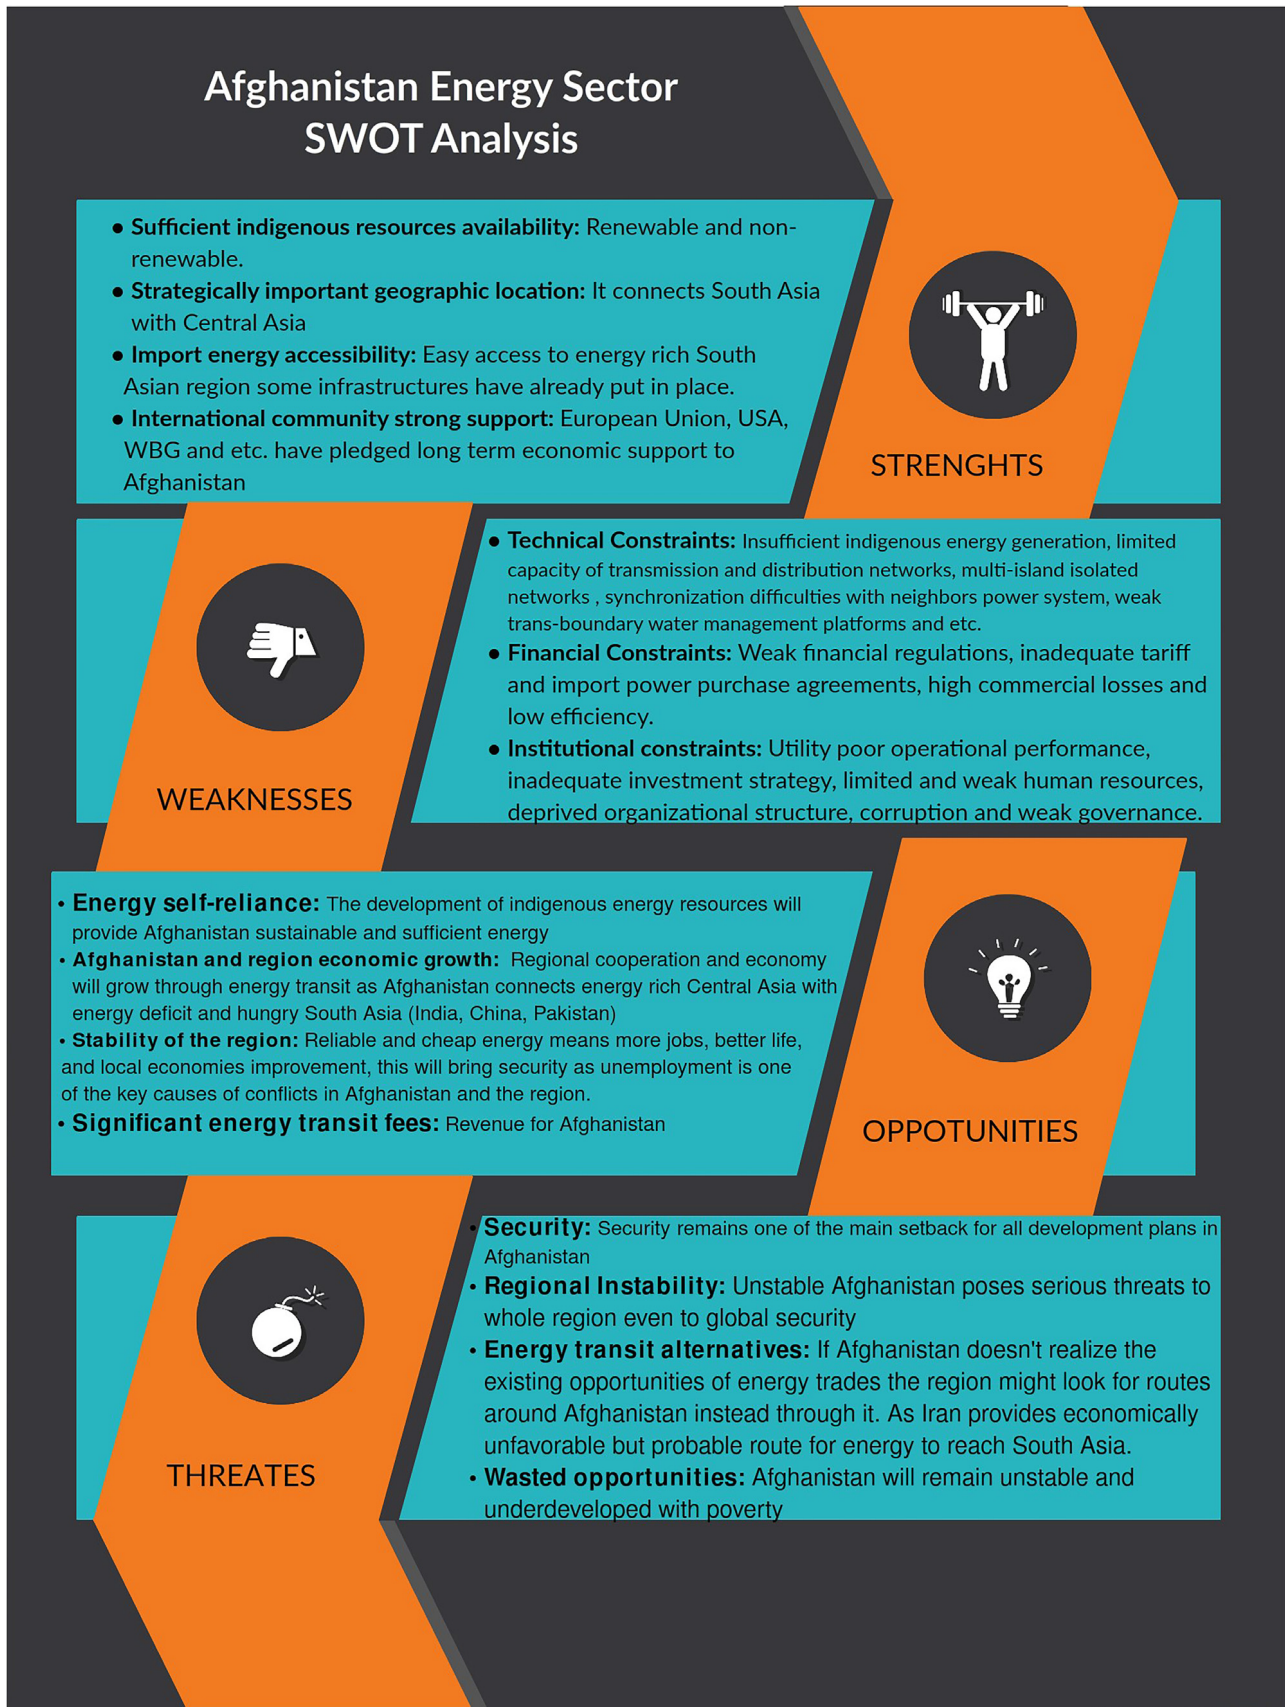 Afghanistan Energy Sector
SWOT Analysis
● Sufficient indigenous resources availability: Renewable and non-
renewable.
● Strategically important geographic location: It connects South Asia
with Central Asia
● Import energy accessibility: Easy access to energy rich South
Asian region some infrastructures have already put in place.
● International community strong support: European Union, USA,
WBG and etc. have pledged long term economic support to
Afghanistan
STRENGHTS
● Technical Constraints: Insufficient indigenous energy generation, limited
capacity of transmission and distribution networks, multi-island isolated
networks , synchronization difficulties with neighbors power system, weak
trans-boundary water management platforms and etc.
● Financial Constraints: Weak financial regulations, inadequate tariff
and import power purchase agreements, high commercial losses and
low efficiency.
● Institutional constraints: Utility poor operational performance,
inadequate investment strategy, limited and weak human resources,
deprived organizational structure, corruption and weak governance.
WEAKNESSES
• Energy self-reliance: The development of indigenous energy resources will
provide Afghanistan sustainable and sufficient energy
• Afghanistan and region economic growth: Regional cooperation and economy
will grow through energy transit as Afghanistan connects energy rich Central Asia with
energy deficit and hungry South Asia (India, China, Pakistan)
• Stability of the region: Reliable and cheap energy means more jobs, better life,
and local economies improvement, this will bring security as unemployment is one
of the key causes of conflicts in Afghanistan and the region.
• Significant energy transit fees: Revenue for Afghanistan
OPPOTUNITIES
• Security: Security remains one of the main setback for all development plans in
Afghanistan
• Regional Instability: Unstable Afghanistan poses serious threats to
whole region even to global security
• Energy transit alternatives: If Afghanistan doesn't realize the
existing opportunities of energy trades the region might look for routes
around Afghanistan instead through it. As Iran provides economically
unfavorable but probable route for energy to reach South Asia.
• Wasted opportunities: Afghanistan will remain unstable and
underdeveloped with poverty
THREATES